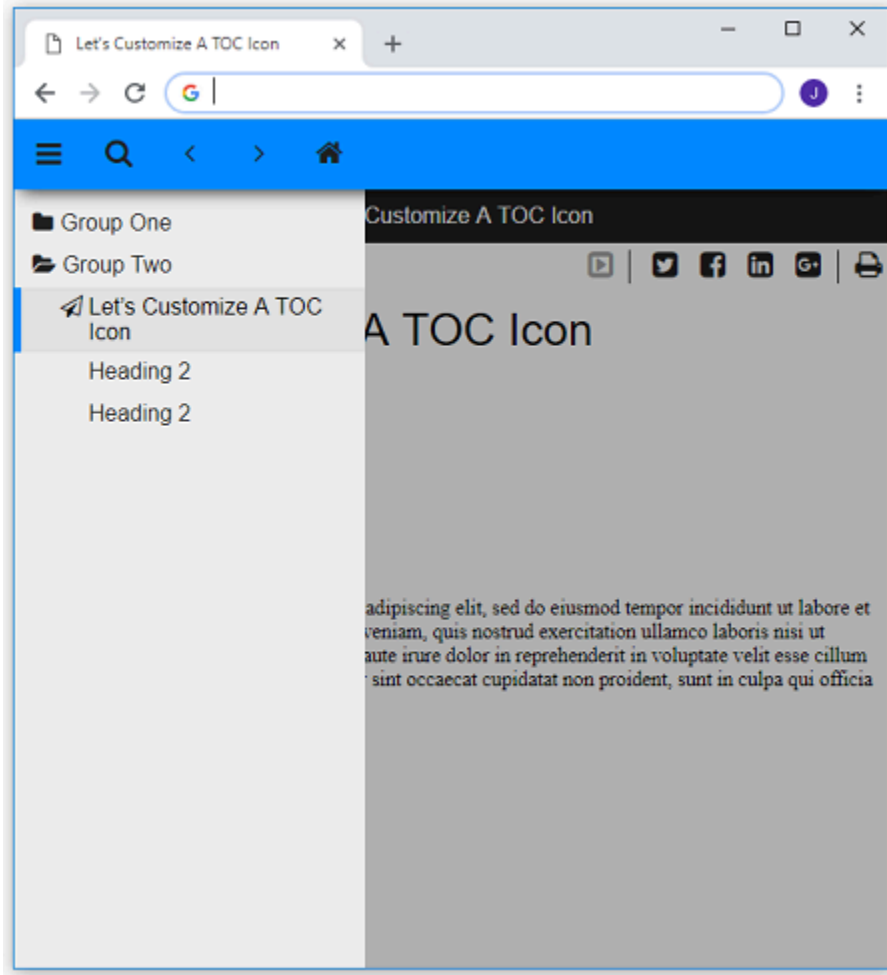 Let's Customize A TOC Icon
J
Group One
Customize A TOC Icon
Group Two
Let's Customize A TOC
Icon
A TOC Icon
Heading 2
Heading 2
adipiscing elit, sed do eiusmod tempor incididunt ut labore et
veniam, quis nostrud exercitation ullamco laboris nisi ut
aute irure dolor in reprehenderit in voluptate velit esse cillum
sint occaecat cupidatat non proident, sunt in culpa qui officia